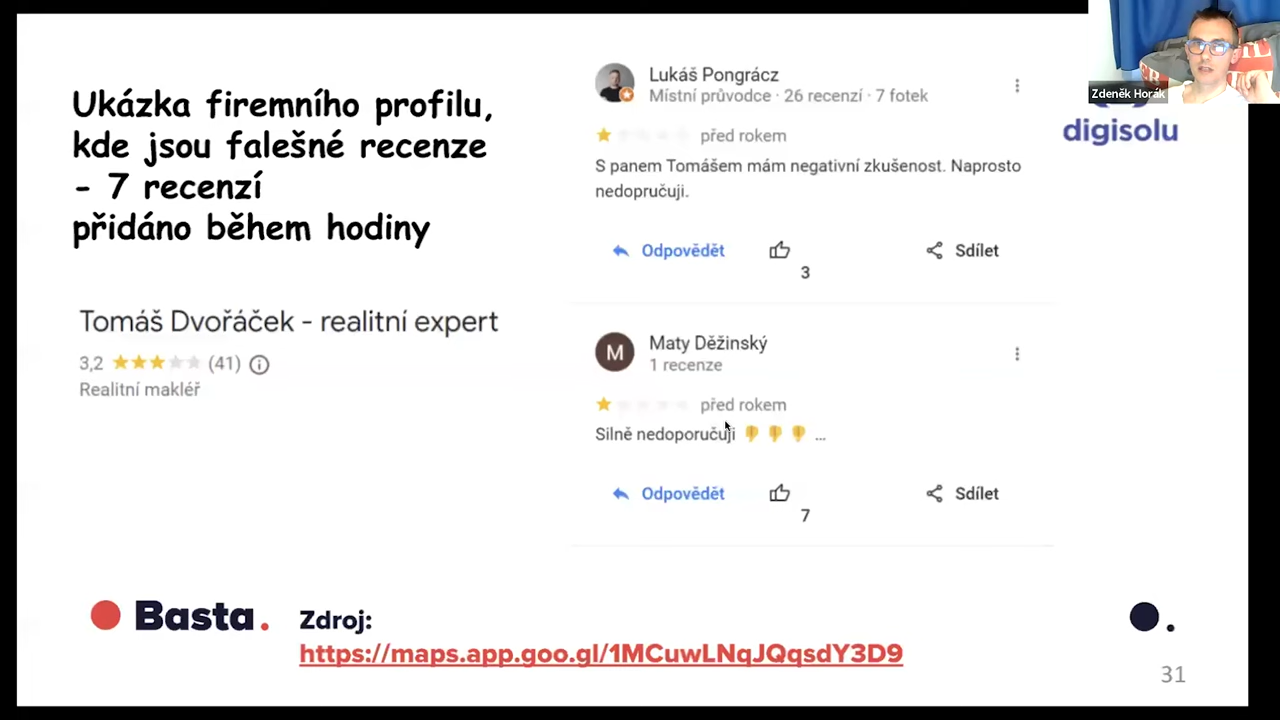 Ukázka firemního profilu,
kde jsou falešné recenze
- 7 recenzí
přidáno během hodiny
Tomáš Dvořáček - realitní expert
3,2 (41)
Realitní makléř
Lukáš Pongrácz
Místní průvodce · 26 recenzí · 7 fotek
před rokem
S panem Tomášem mám negativní zkušenost. Naprosto
nedopručuji.
Odpovědět
3
Sdílet
M
Maty Děžinský
1 recenze
před rokem
Silně nedoporučuji 👎 👎 👎 ...
Odpovědět
7
Sdílet
Zdeněk Horák
digisolu
Basta.
Zdroj:
https://maps.app.goo.gl/1MCuwLNqJQqsdY3D9
31